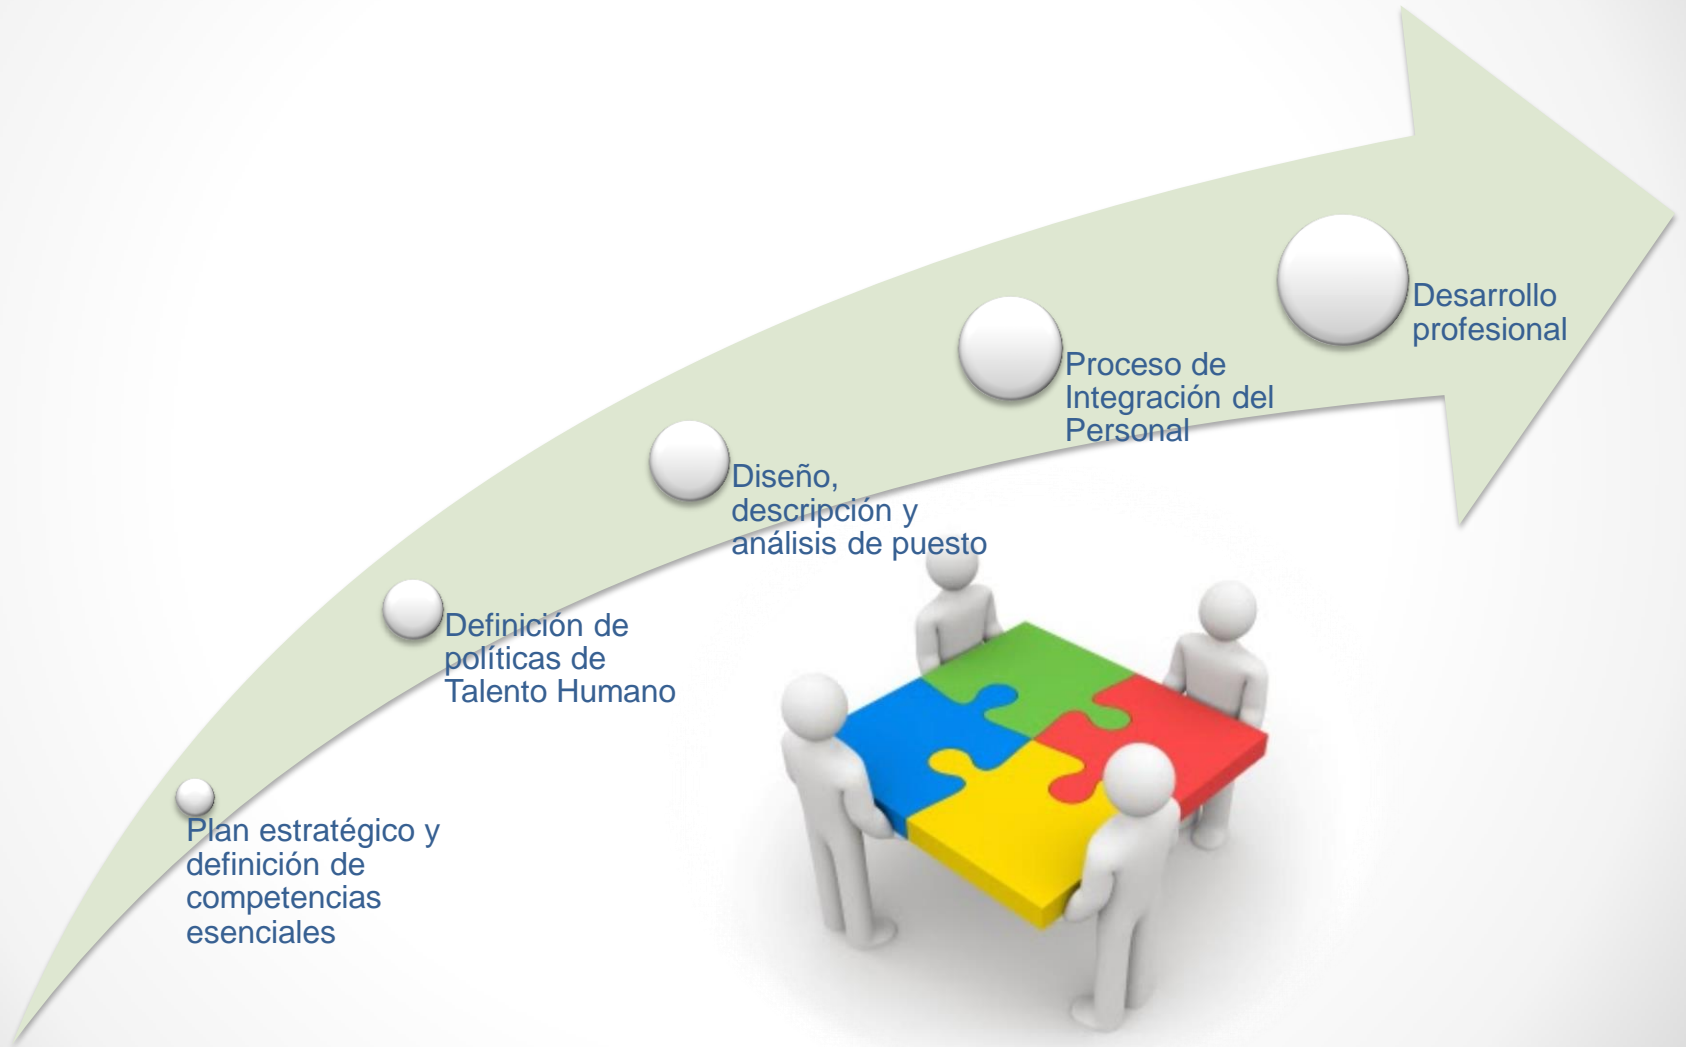 Plan estratégico y
definición de
competencias
esenciales
Definición de
políticas de
Talento Humano
Diseño,
descripción y
análisis de puesto
Proceso de
Integración del
Personal
Desarrollo
profesional